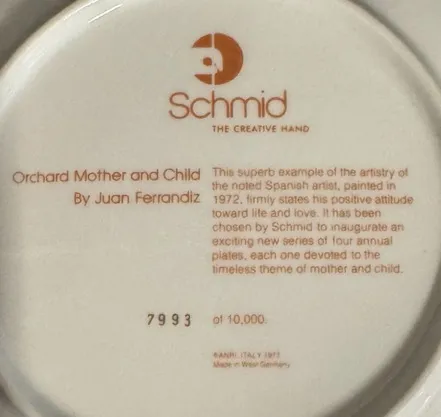 Schmid
THE CREATIVE HAND
Orchard Mother and Child
By Juan Ferrandiz
This superb example of the artistry of
the noted Spanish artist, painted in
1972, firmly states his positive attitude
toward life and love. It has been
chosen by Schmid to inaugurate an
exciting new series of four annual
plates, each one devoted to the
timeless theme of mother and child.
7993 of 10,000.
©ANRI, ITALY 1977
Made in West Germany